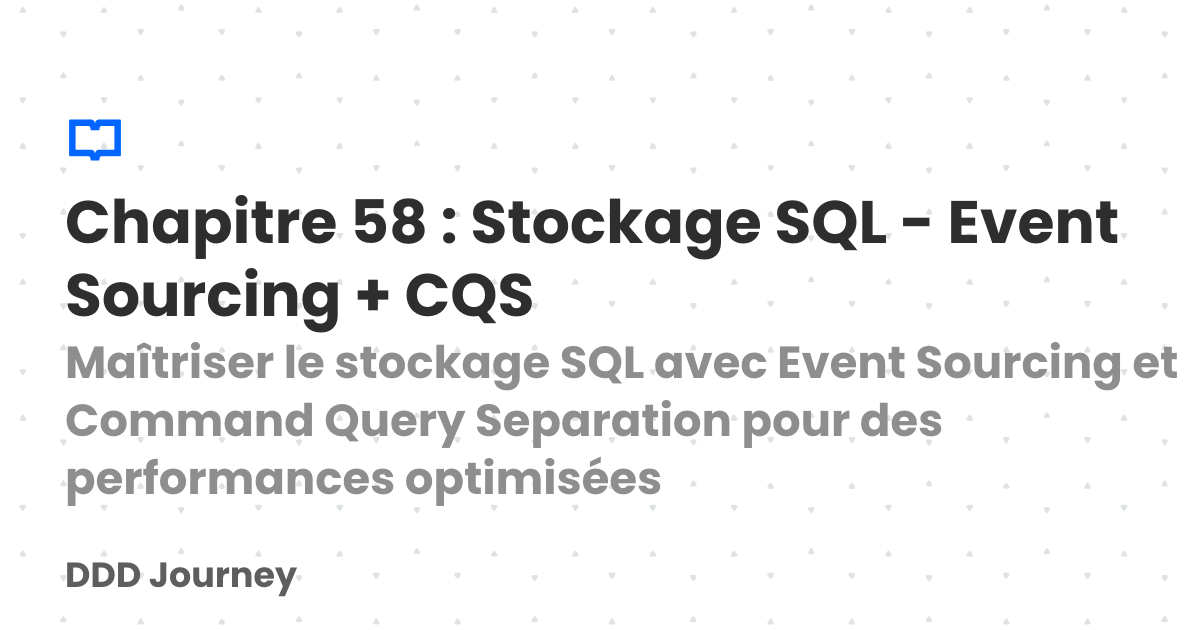 Chapitre 58 : Stockage SQL - Event
Sourcing + CQS
Maîtriser le stockage SQL avec Event Sourcing et
Command Query Separation pour des
performances optimisées
DDD Journey